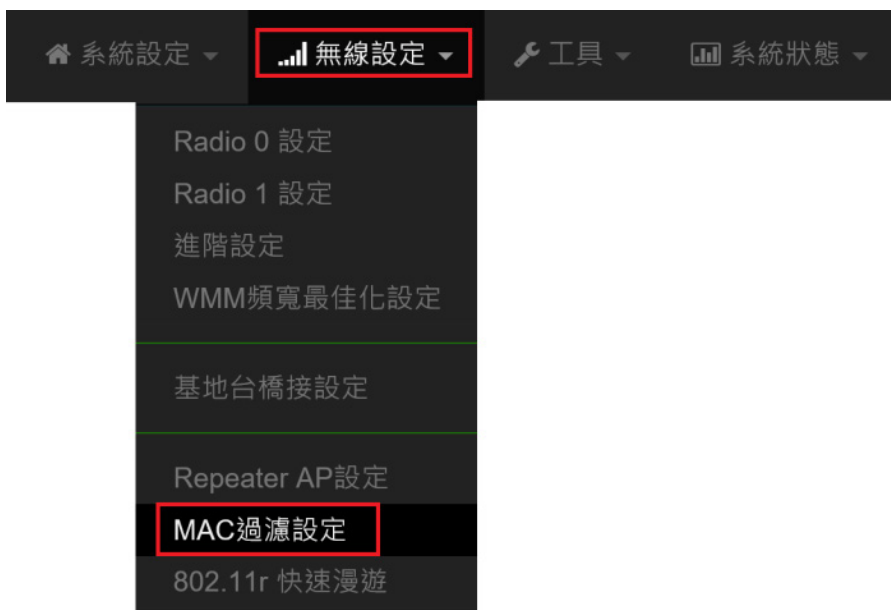 系統設定 無線設定 工具 系統狀態
Radio 0 設定
Radio 1 設定
進階設定
WMM頻寬最佳化設定
基地台橋接設定
Repeater AP設定
MAC過濾設定
802.11r 快速漫遊